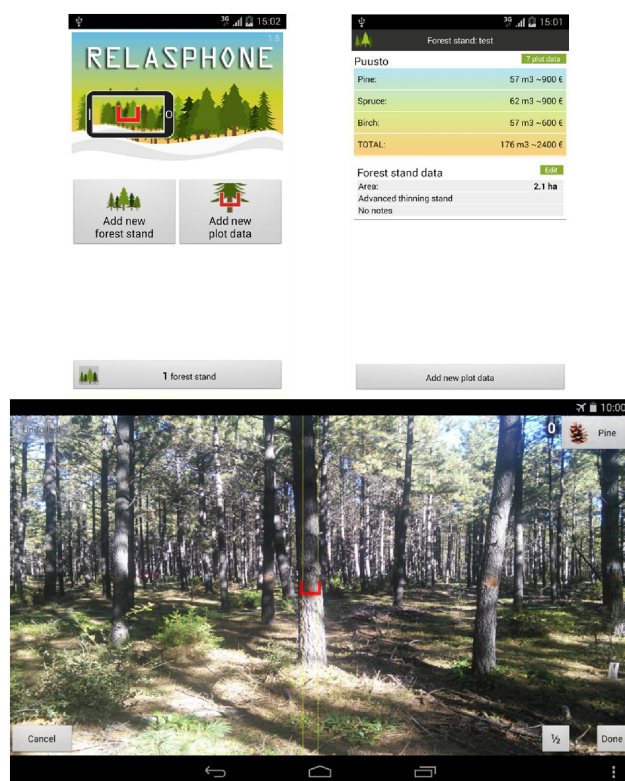 3G 15:02
1.5
RELASPHONE
Add new
forest stand
Add new
plot data
1 forest stand
3G 15:01
Forest stand: test
Puusto
7 plot data
Pine: 57 m3 ~900 €
Spruce: 62 m3 ~900 €
Birch: 57 m3 ~600 €
TOTAL: 176 m3 ~2400 €
Forest stand data
Edit
Area: 2.1 ha
Advanced thinning stand
No notes
Add new plot data
10:00
Undo last
0
Pine
Cancel
½
Done